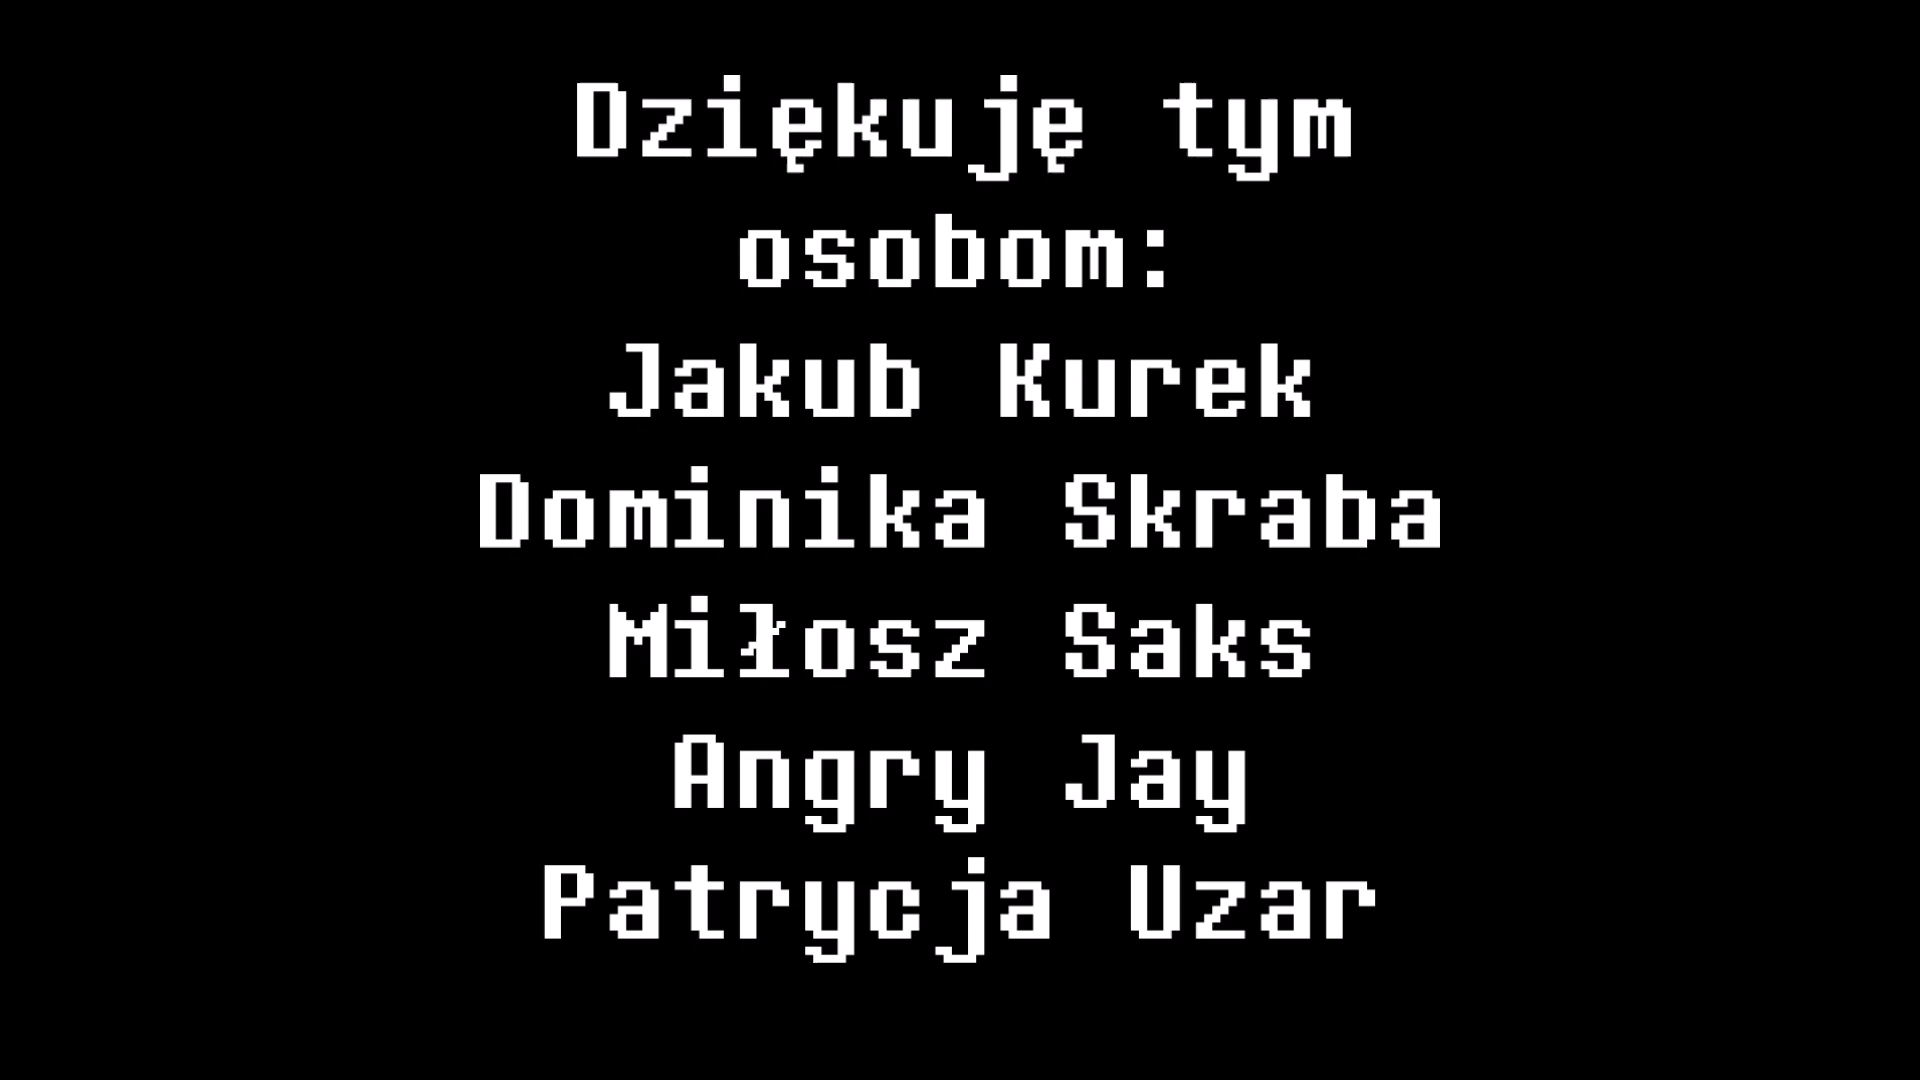 Dziękuję tym
osobom:
Jakub Kurek
Dominika Skraba
Miłosz Saks
Angry Jay
Patrycja Uzar